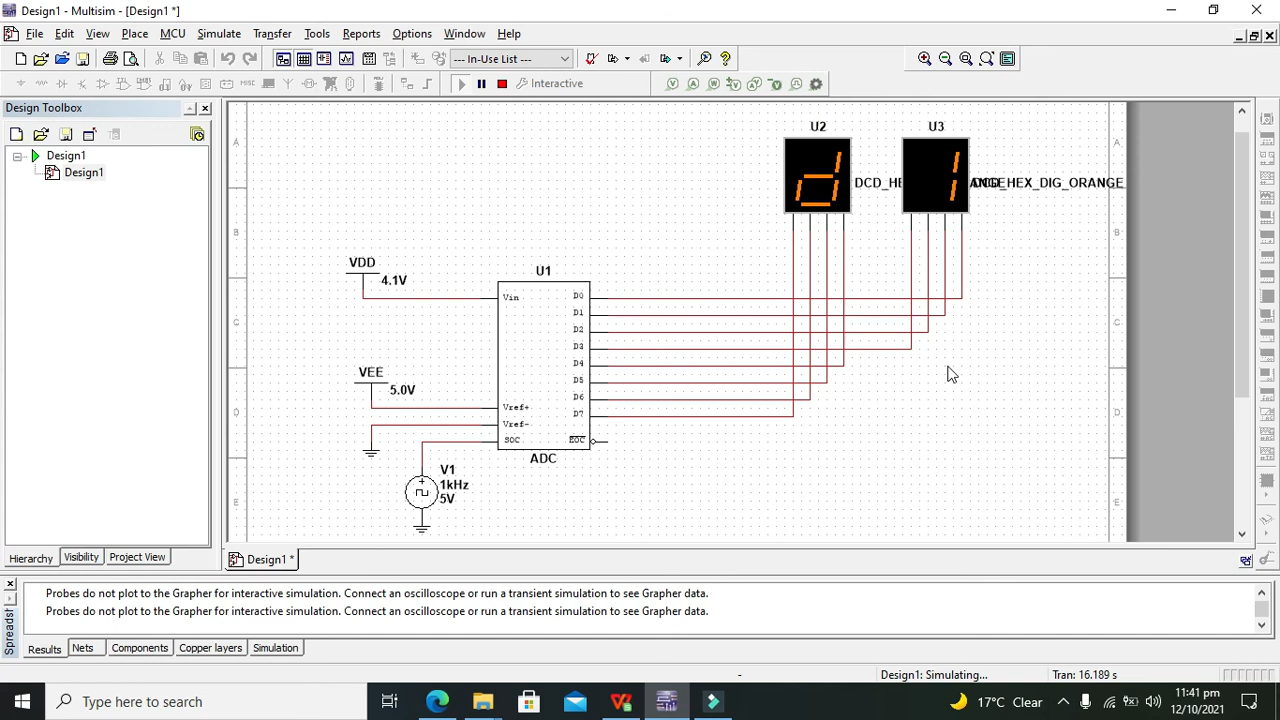 Design1 - Multisim - [Design1 *]
File Edit View Place MCU Simulate Transfer Tools Reports Options Window Help
--- In-Use List ---
Interactive
Design Toolbox
Design1
Design1
Hierarchy Visibility Project View
A
B
C
D
E
A
B
C
D
E
U2
U3
DCD_HE
DCD_HEX_DIG_ORANGE
VDD
4.1V
U1
Vin
D0
D1
D2
D3
D4
D5
D6
D7
VEE
5.0V
Vref+
Vref-
SOC
EOC
ADC
V1
1kHz
5V
Design1 *
Probes do not plot to the Grapher for interactive simulation. Connect an oscilloscope or run a transient simulation to see Grapher data.
Probes do not plot to the Grapher for interactive simulation. Connect an oscilloscope or run a transient simulation to see Grapher data.
Spreadst
Results Nets Components Copper layers Simulation
- Design1: Simulating... Tran: 16.189 s
Type here to search
17°C Clear
11:41 pm
12/10/2021